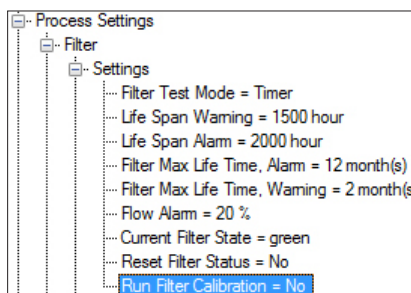 Process Settings
Filter
Settings
Filter Test Mode = Timer
Life Span Warning = 1500 hour
Life Span Alarm = 2000 hour
Filter Max Life Time, Alarm = 12 month(s)
Filter Max Life Time, Warning = 2 month(s
Flow Alarm = 20 %
Current Filter State = green
Reset Filter Status = No
Run Filter Calibration = No